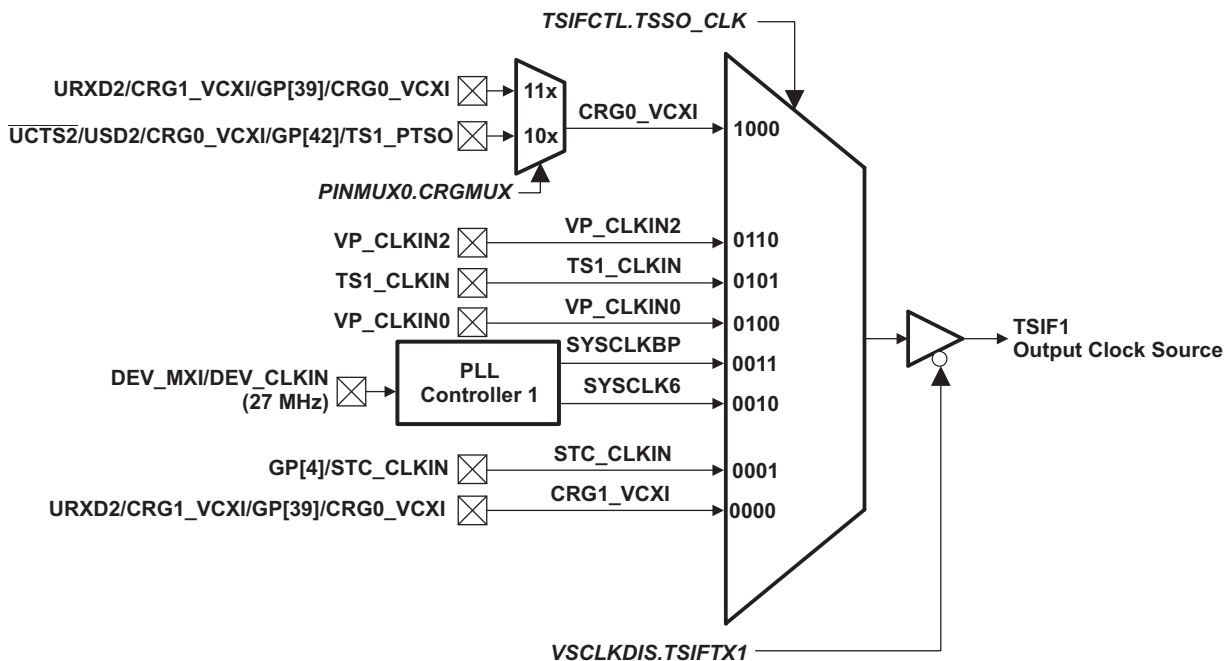 TSIFCTL.TSSO_CLK
URXD2/CRG1_VCXI/GP[39]/CRG0_VCXI
11x
CRG0_VCXI
1000
UCTS2/USD2/CRG0_VCXI/GP[42]/TS1_PTSO
10x
PINMUX0.CRGMUX
VP_CLKIN2
VP_CLKIN2
0110
TS1_CLKIN
TS1_CLKIN
0101
VP_CLKIN0
VP_CLKIN0
0100
DEV_MXI/DEV_CLKIN
(27 MHz)
PLL
Controller 1
SYSCLKBP
0011
SYSCLK6
0010
TSIF1
Output Clock Source
GP[4]/STC_CLKIN
STC_CLKIN
0001
URXD2/CRG1_VCXI/GP[39]/CRG0_VCXI
CRG1_VCXI
0000
VSCLKDIS.TSIFTX1